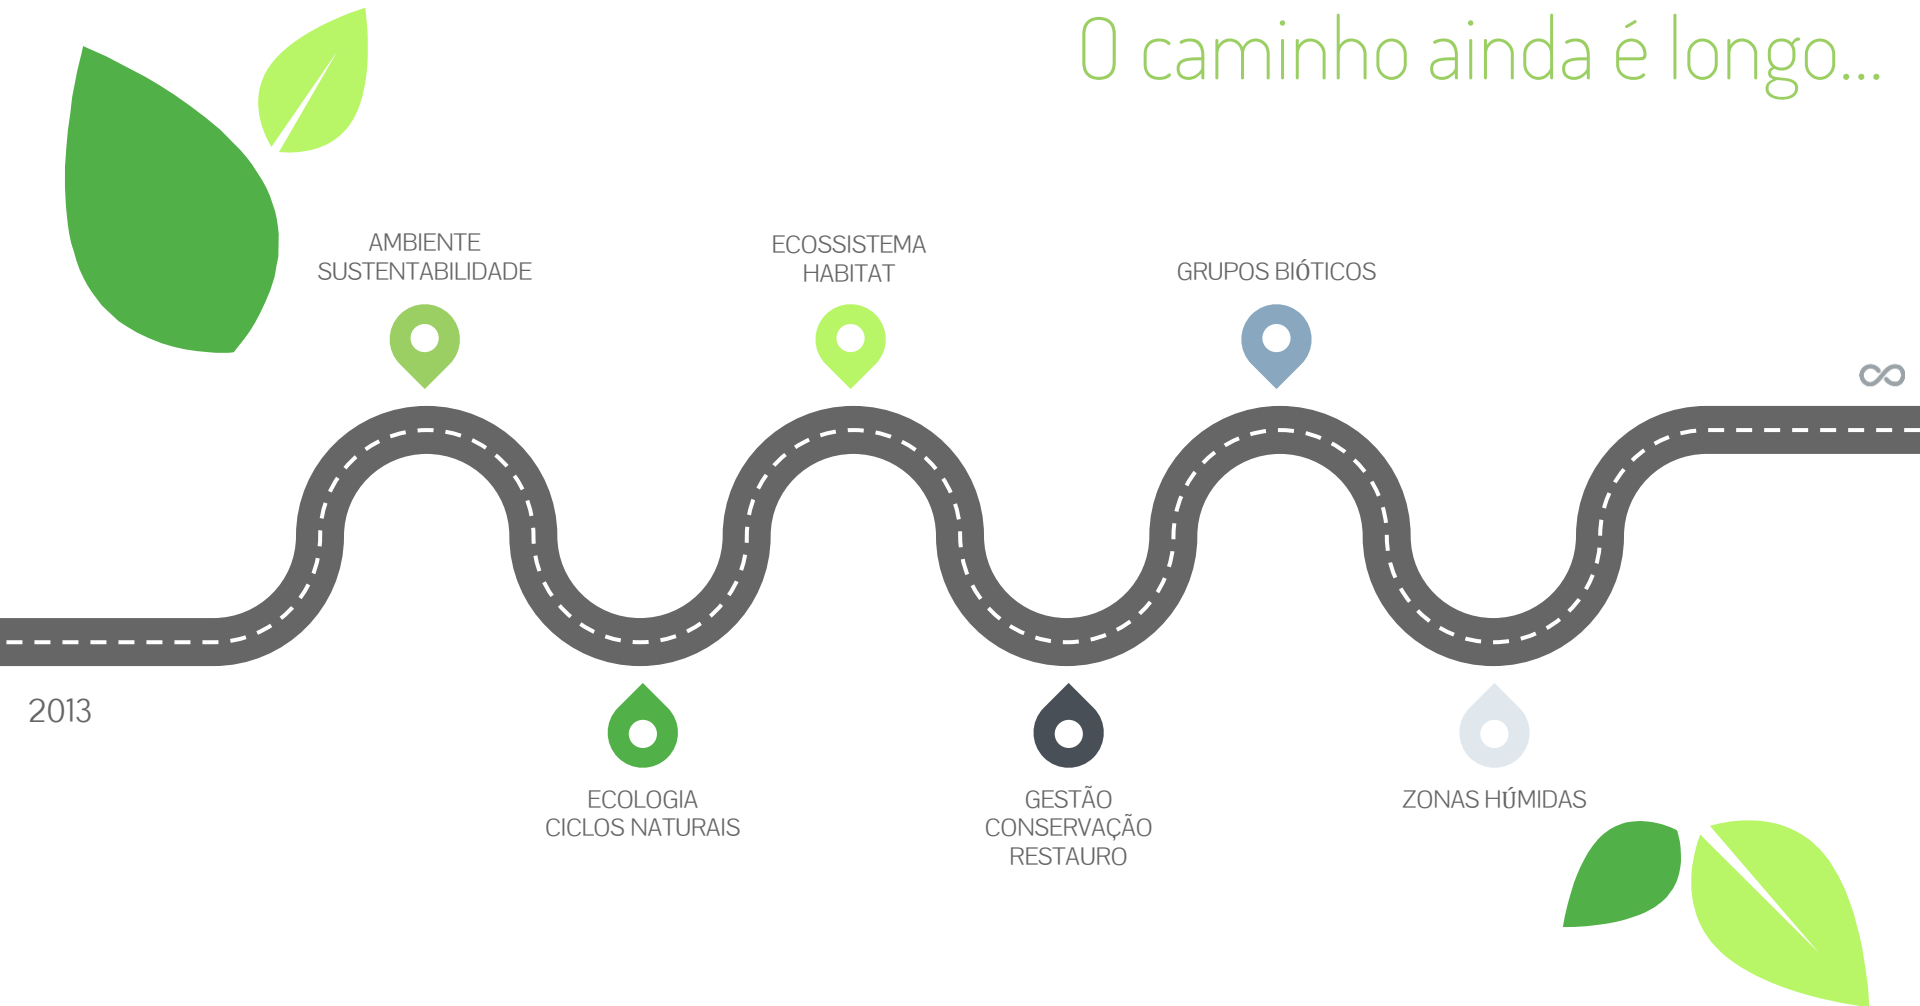 O caminho ainda é longo...
AMBIENTE
SUSTENTABILIDADE
ECOSSISTEMA
HABITAT
GRUPOS BIÓTICOS
∞
2013
ECOLOGIA
CICLOS NATURAIS
GESTÃO
CONSERVAÇÃO
RESTAURO
ZONAS HÚMIDAS